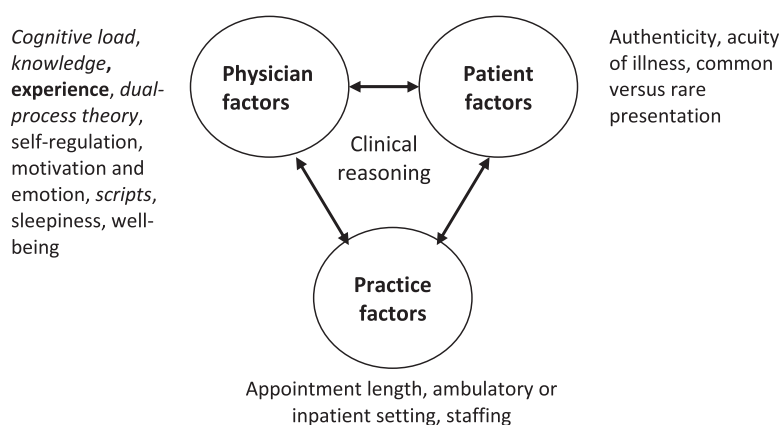 Cognitive load,
knowledge,
experience, dual-
process theory,
self-regulation,
motivation and
emotion, scripts,
sleepiness, well-
being
Physician
factors
Patient
factors
Authenticity, acuity
of illness, common
versus rare
presentation
Clinical
reasoning
Practice
factors
Appointment length, ambulatory or
inpatient setting, staffing